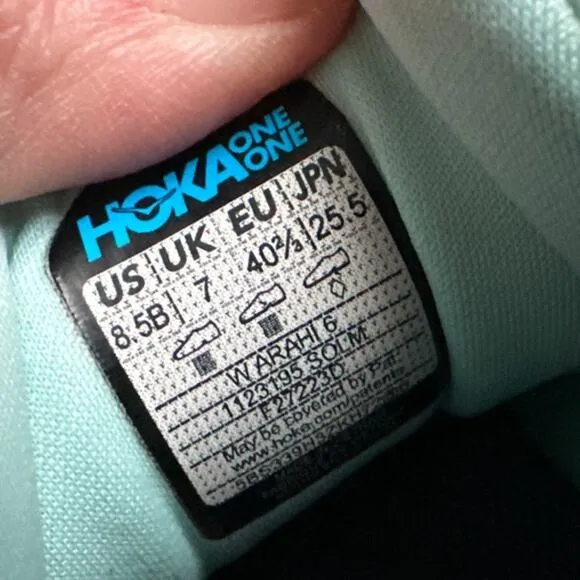 HOKA ONE ONE
US UK EU JPN
8.5B 7 40⅔ 25.5
W ARAHI 6
1123195 SOLM
F27223D
May be covered by Pat
www.hoka.com/patents